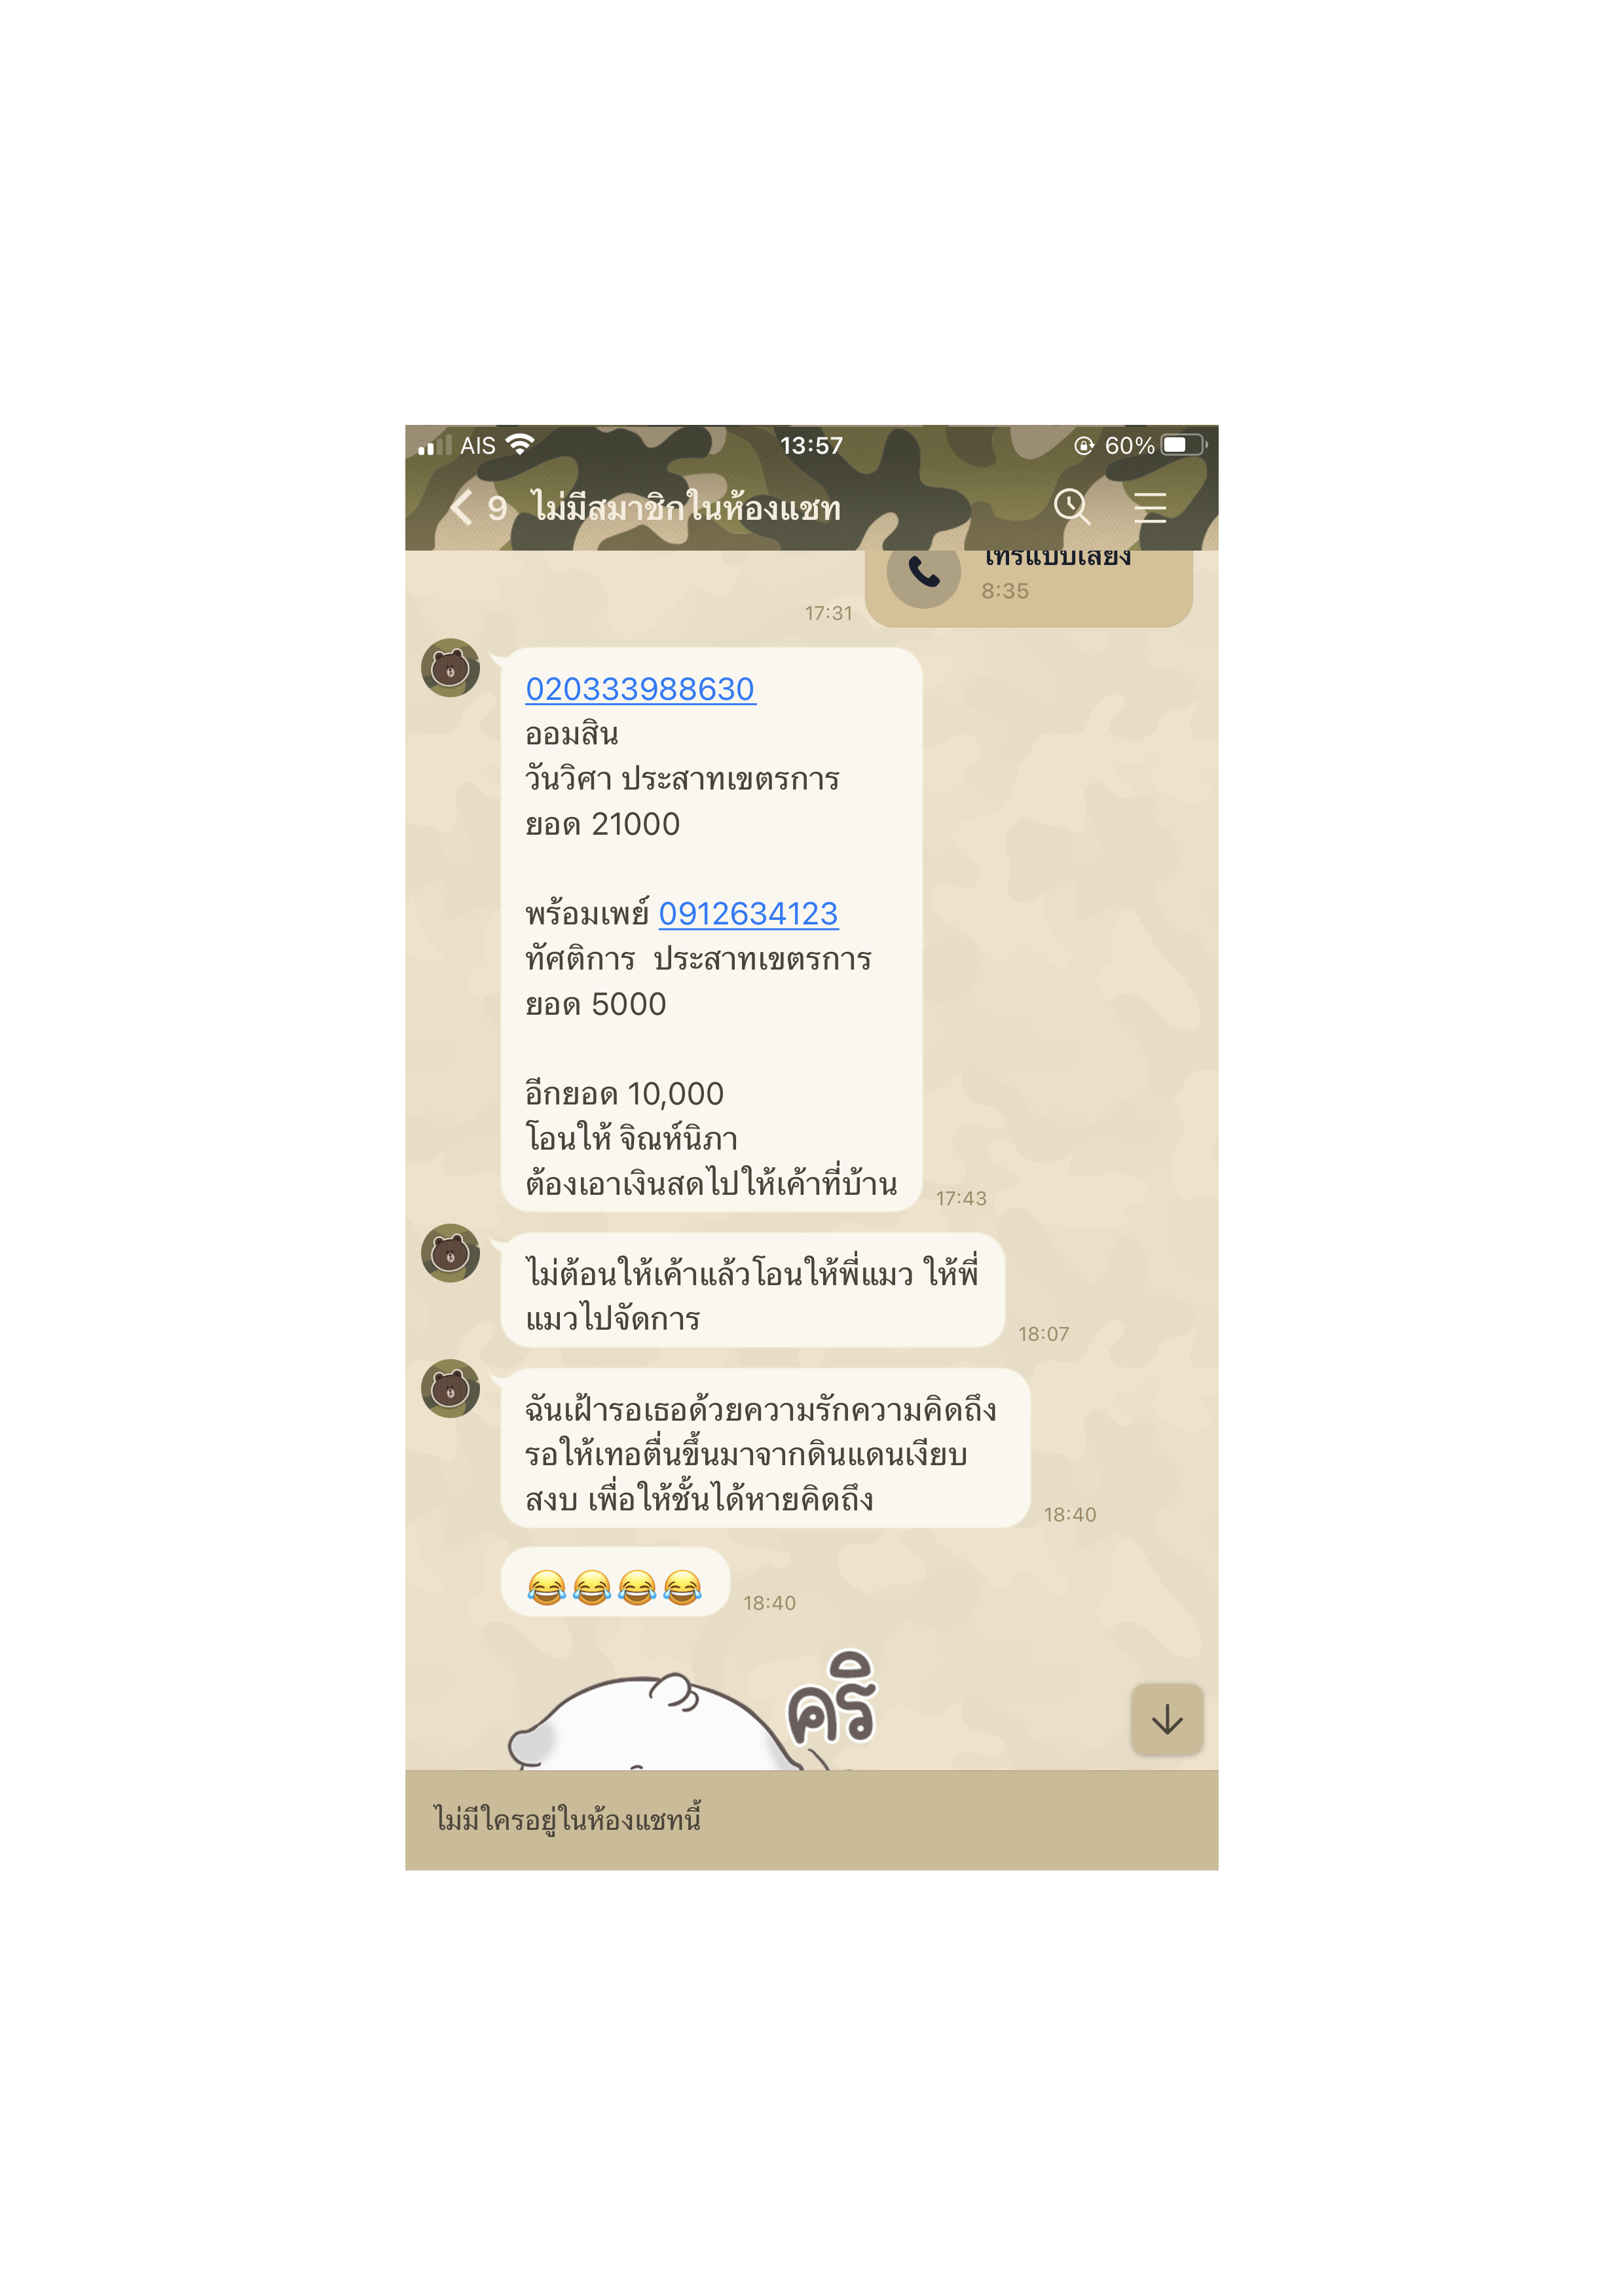 AIS 13:57 60%
9 ไม่มีสมาชิกในห้องแชท
โทรแบบเสียง
8:35
17:31
020333988630
ออมสิน
วันวิศา ประสาทเขตรการ
ยอด 21000
พร้อมเพย์ 0912634123
ทัศติการ ประสาทเขตรการ
ยอด 5000
อีกยอด 10,000
โอนให้ จิณห์นิภา
ต้องเอาเงินสดไปให้เค้าที่บ้าน
17:43
ไม่ต้อนให้เค้าแล้วโอนให้พี่แมว ให้พี่
แมวไปจัดการ
18:07
ฉันเฝ้ารอเธอด้วยความรักความคิดถึง
รอให้เทอตื่นขึ้นมาจากดินแดนเงียบ
สงบ เพื่อให้ชั้นได้หายคิดถึง
18:40
😂😂😂😂
18:40
คริ
ไม่มีใครอยู่ในห้องแชทนี้